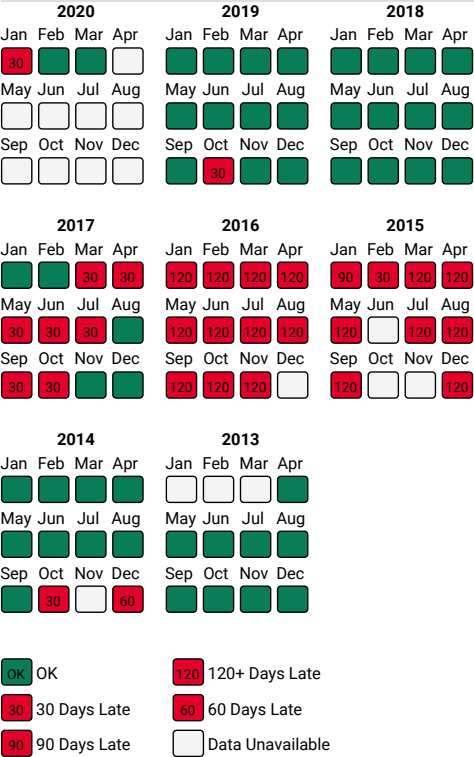 2020 2019 2018
Jan Feb Mar Apr Jan Feb Mar Apr Jan Feb Mar Apr
30
May Jun Jul Aug May Jun Jul Aug May Jun Jul Aug
Sep Oct Nov Dec Sep Oct Nov Dec Sep Oct Nov Dec
30
2017 2016 2015
Jan Feb Mar Apr Jan Feb Mar Apr Jan Feb Mar Apr
30 30 120 120 120 120 90 30 120 120
May Jun Jul Aug May Jun Jul Aug May Jun Jul Aug
30 30 30 120 120 120 120 120 120 120
Sep Oct Nov Dec Sep Oct Nov Dec Sep Oct Nov Dec
30 30 120 120 120 120 120
2014 2013
Jan Feb Mar Apr Jan Feb Mar Apr
May Jun Jul Aug May Jun Jul Aug
Sep Oct Nov Dec Sep Oct Nov Dec
30 60
OK OK 120 120+ Days Late
30 30 Days Late 60 60 Days Late
90 90 Days Late Data Unavailable